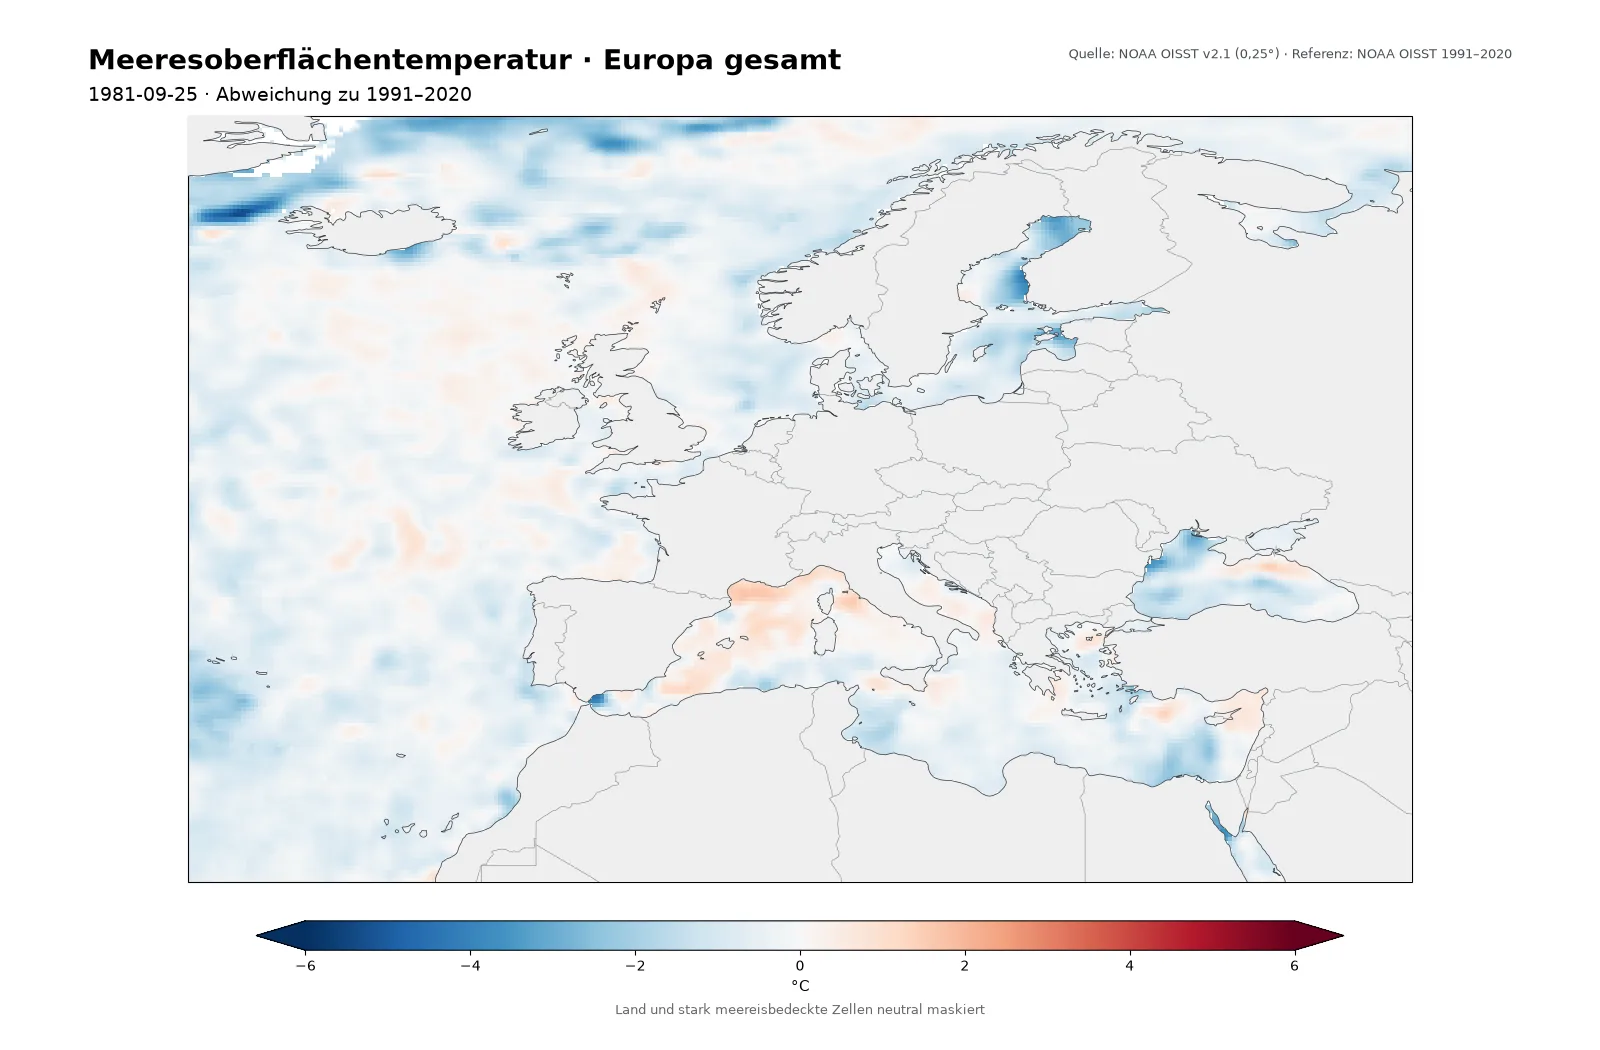 Meeresoberflächentemperatur · Europa gesamt
Quelle: NOAA OISST v2.1 (0,25°) · Referenz: NOAA OISST 1991–2020
1981-09-25 · Abweichung zu 1991–2020
−6 −4 −2 0 2 4 6
°C
Land und stark meereisbedeckte Zellen neutral maskiert